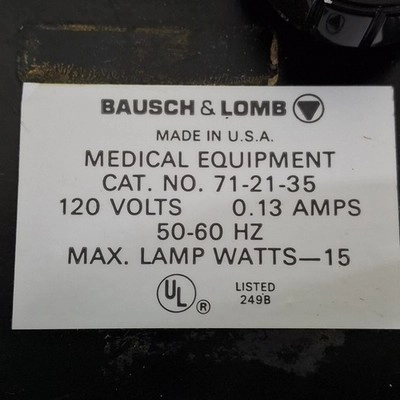 BAUSCH & LOMB
MADE IN U.S.A.
MEDICAL EQUIPMENT
CAT. NO. 71-21-35
120 VOLTS 0.13 AMPS
50-60 HZ
MAX. LAMP WATTS—15
UL ® LISTED
249B